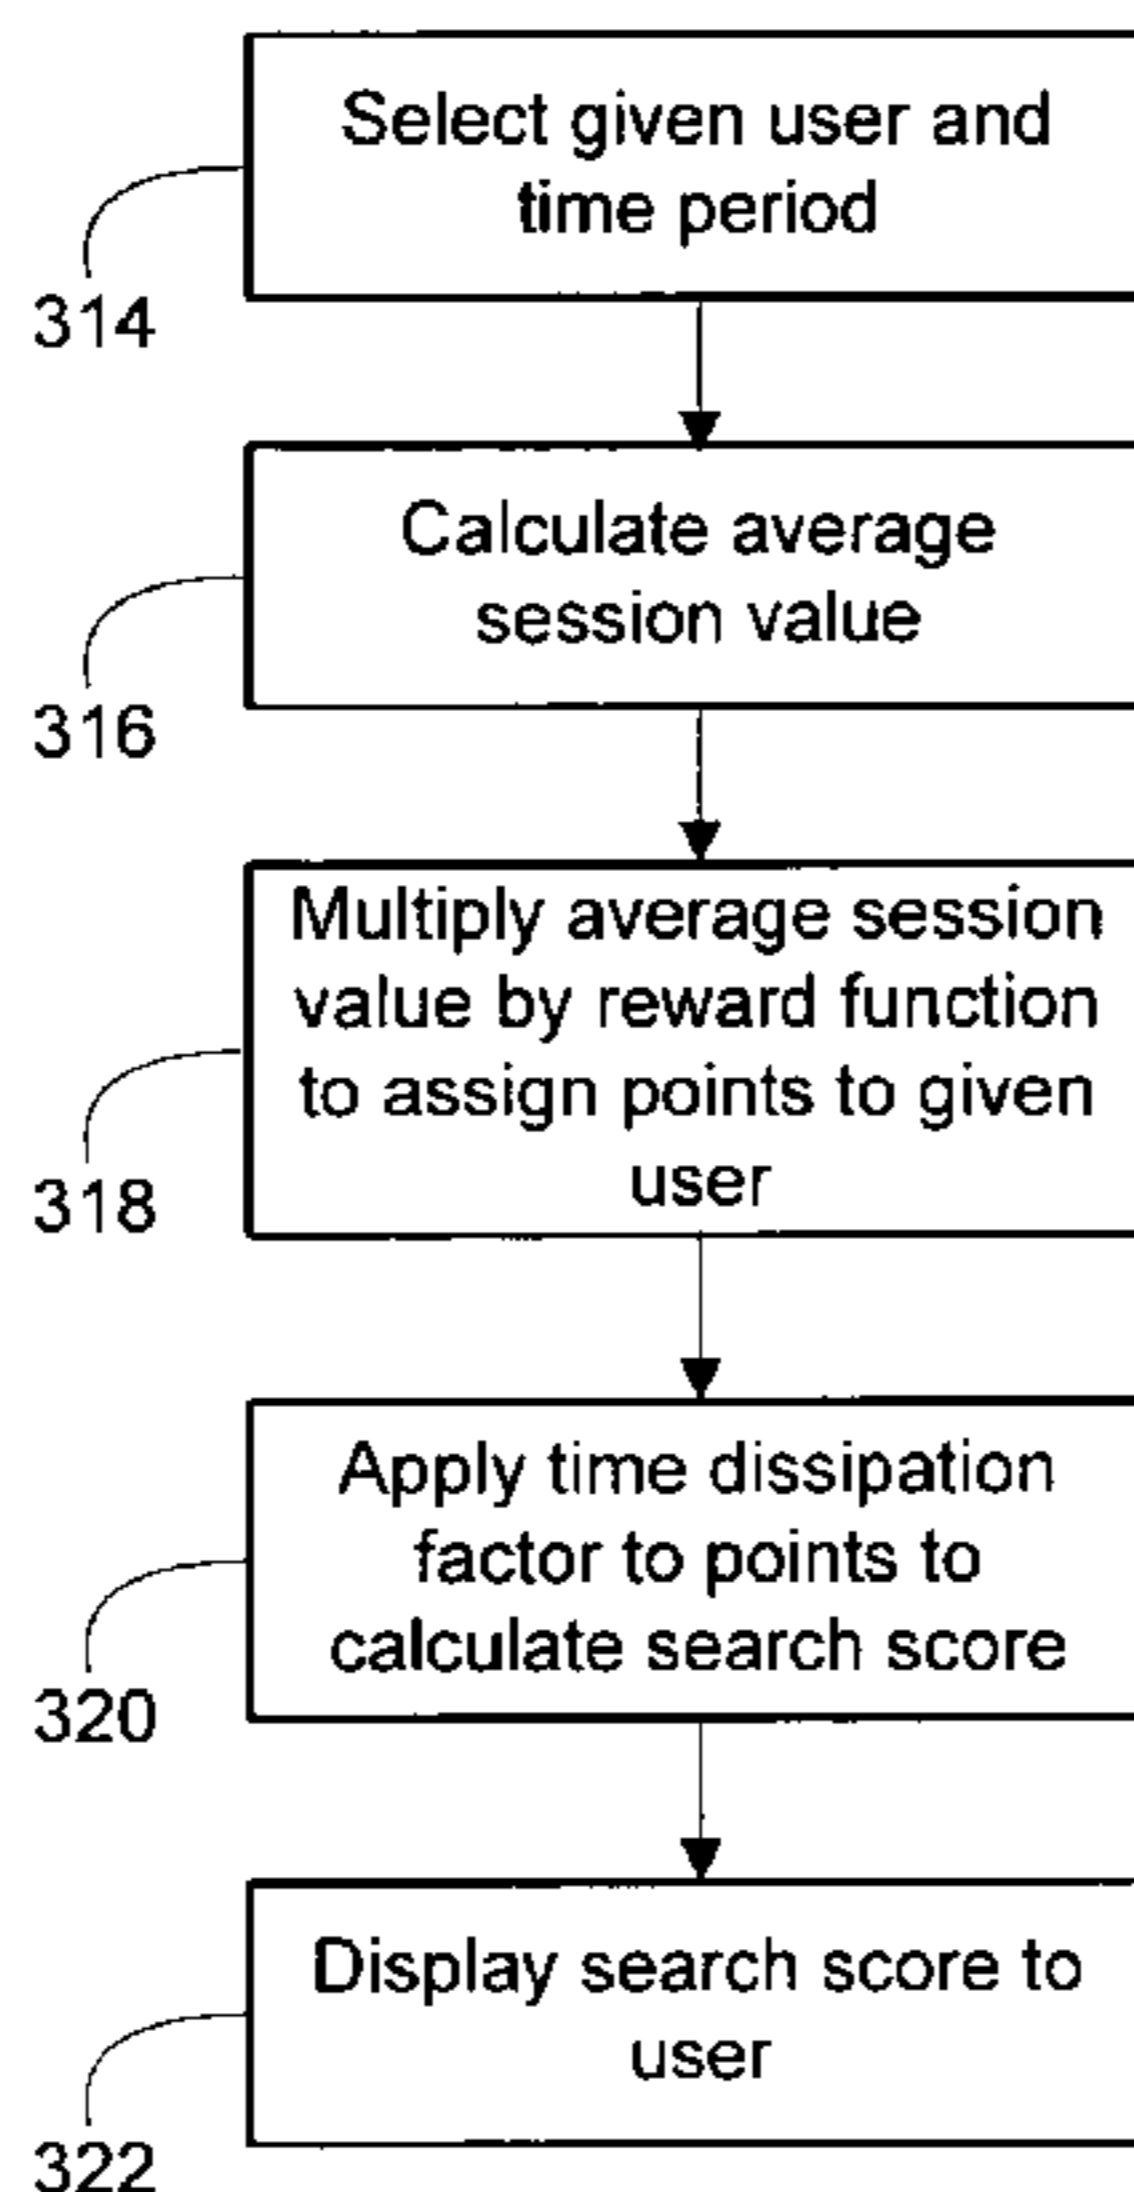 Select given user and
time period
314
Calculate average
session value
316
Multiply average session
value by reward function
to assign points to given
user
318
Apply time dissipation
factor to points to
calculate search score
320
Display search score to
user
322